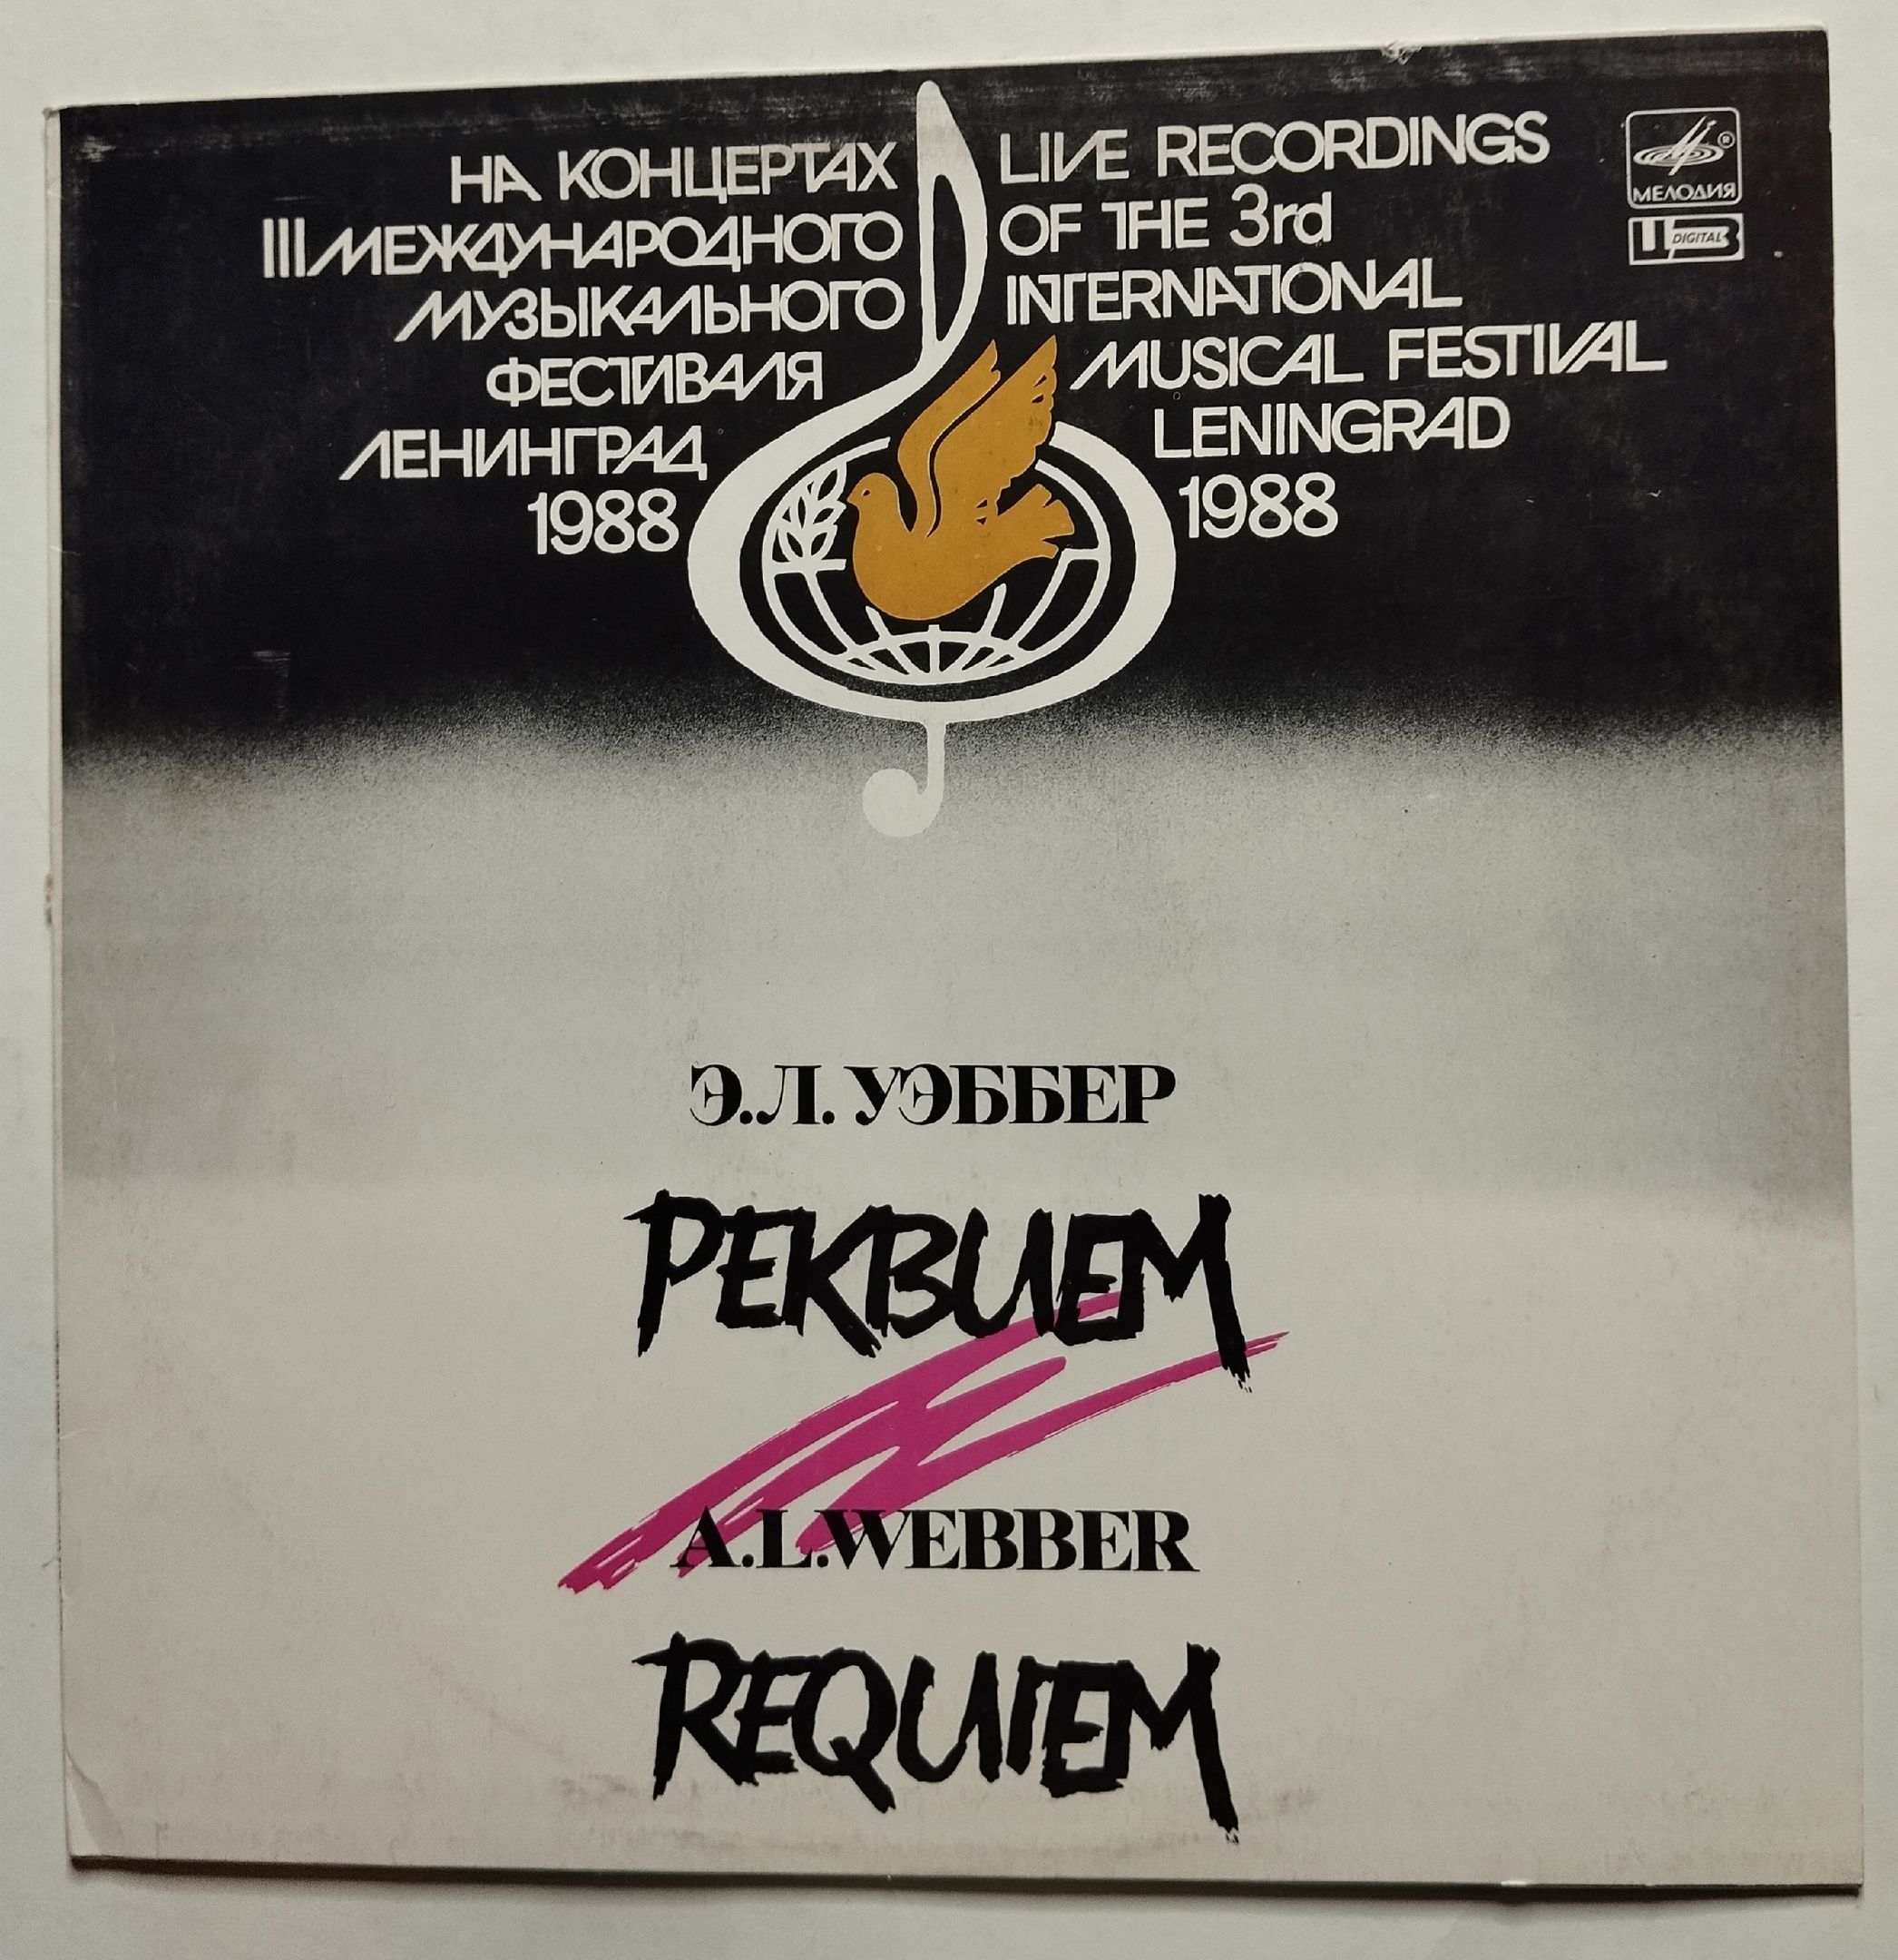 НА КОНЦЕРТАХ
III МЕЖДУНАРОДНОГО
МУЗЫКАЛЬНОГО
ФЕСТИВАЛЯ
ЛЕНИНГРАД
1988
LIVE RECORDINGS
OF THE 3rd
INTERNATIONAL
MUSICAL FESTIVAL
LENINGRAD
1988
®
МЕЛОДИЯ
DIGITAL
Э.Л. УЭББЕР
РЕКВИЕМ
A.L.WEBBER
REQUIEM